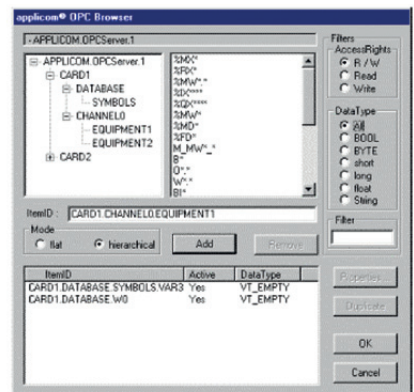 applicom® OPC Browser
- APPLICOM.OPCServer.1
APPLICOM.OPCServer.1
CARD1
DATABASE
SYMBOLS
CHANNEL0
EQUIPMENT1
EQUIPMENT2
CARD2
%MX*
%RX*
%MW*.*
%IX*****
%QX*****
%MW*
%MD*
%FD*
M_MW*_*
B*
O*.*
W*.*
BI*
Filters
AccessRights
R / W
Read
Write
DataType
All
BOOL
BYTE
short
long
float
String
Filter
ItemID : CARD1.CHANNEL0.EQUIPMENT1
Mode
flat
hierarchical
Add
Remove
ItemID Active DataType
CARD1.DATABASE.SYMBOLS.VAR3 Yes VT_EMPTY
CARD1.DATABASE.W0 Yes VT_EMPTY
Properties...
Duplicate
OK
Cancel